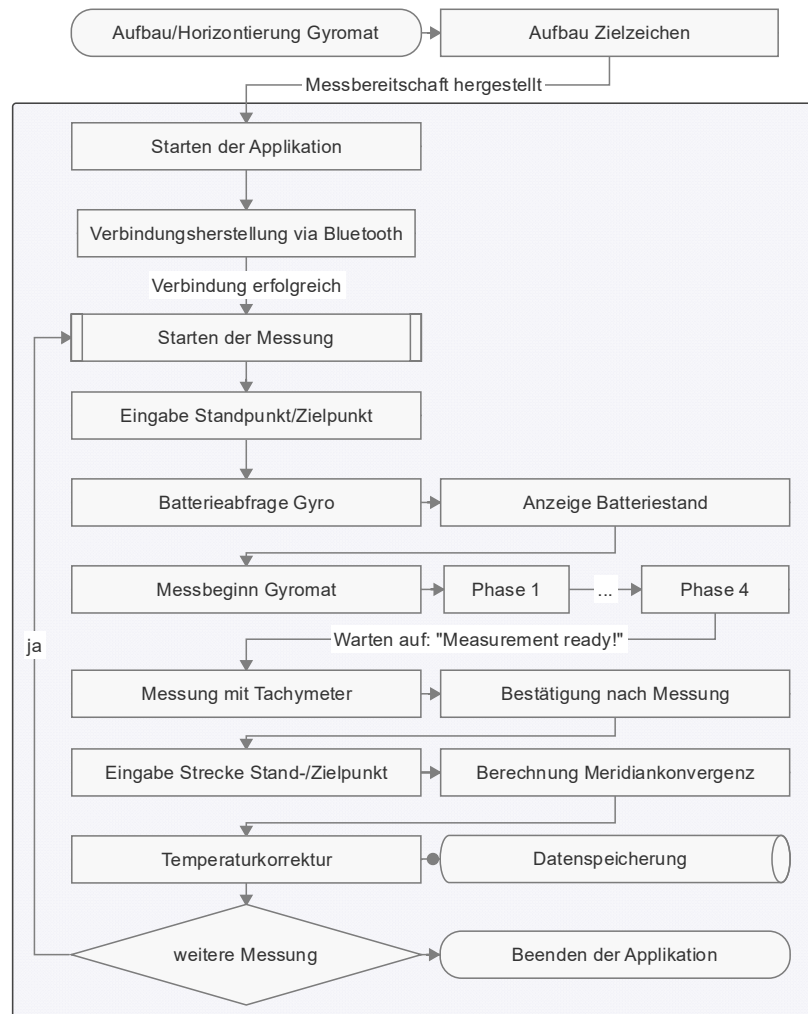 Aufbau/Horizontierung Gyromat
Aufbau Zielzeichen
Messbereitschaft hergestellt
Starten der Applikation
Verbindungsherstellung via Bluetooth
Verbindung erfolgreich
Starten der Messung
Eingabe Standpunkt/Zielpunkt
Batterieabfrage Gyro
Anzeige Batteriestand
Messbeginn Gyromat
Phase 1
...
Phase 4
Warten auf: "Measurement ready!"
ja
Messung mit Tachymeter
Bestätigung nach Messung
Eingabe Strecke Stand-/Zielpunkt
Berechnung Meridiankonvergenz
Temperaturkorrektur
Datenspeicherung
weitere Messung
Beenden der Applikation